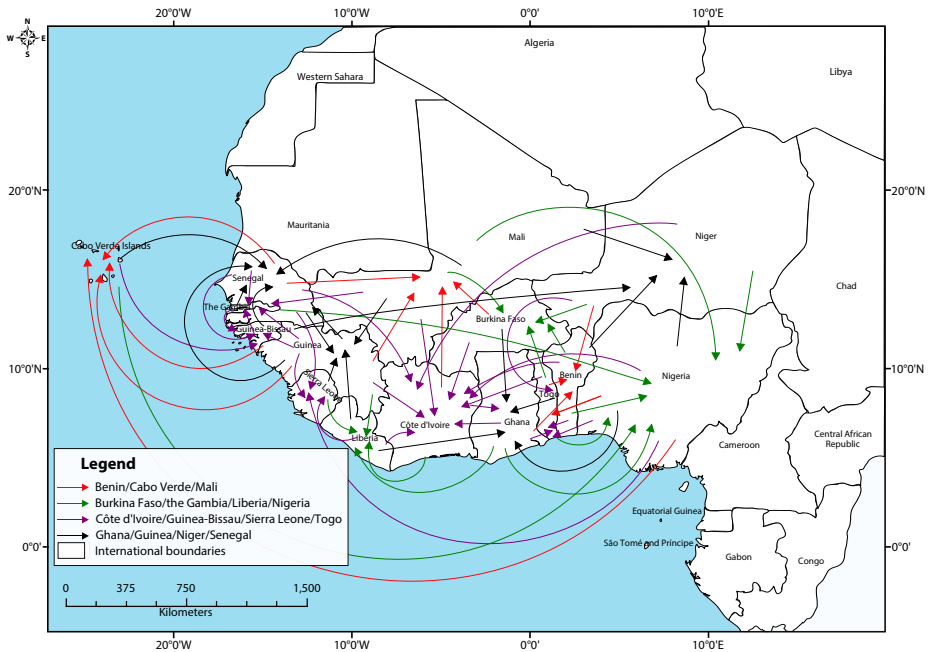 20°0'W
10°0'W
0°0'
10°0'E
N
W
E
S
Algeria
Libya
Western Sahara
20°0'N
20°0'N
Mauritania
Mali
Niger
Cabo Verde Islands
Senegal
Chad
The Gambia
Burkina Faso
Guinea-Bissau
Guinea
10°0'N
10°0'N
Benin
Nigeria
Sierra Leone
Togo
Côte d'Ivoire
Ghana
Liberia
Cameroon
Central African
Republic
Legend
Benin/Cabo Verde/Mali
Burkina Faso/the Gambia/Liberia/Nigeria
Côte d'Ivoire/Guinea-Bissau/Sierra Leone/Togo
Ghana/Guinea/Niger/Senegal
International boundaries
Equatorial Guinea
São Tomé and Príncipe
0°0'
0°0'
Gabon
Congo
0
375
750
1,500
Kilometers
20°0'W
10°0'W
0°0'
10°0'E